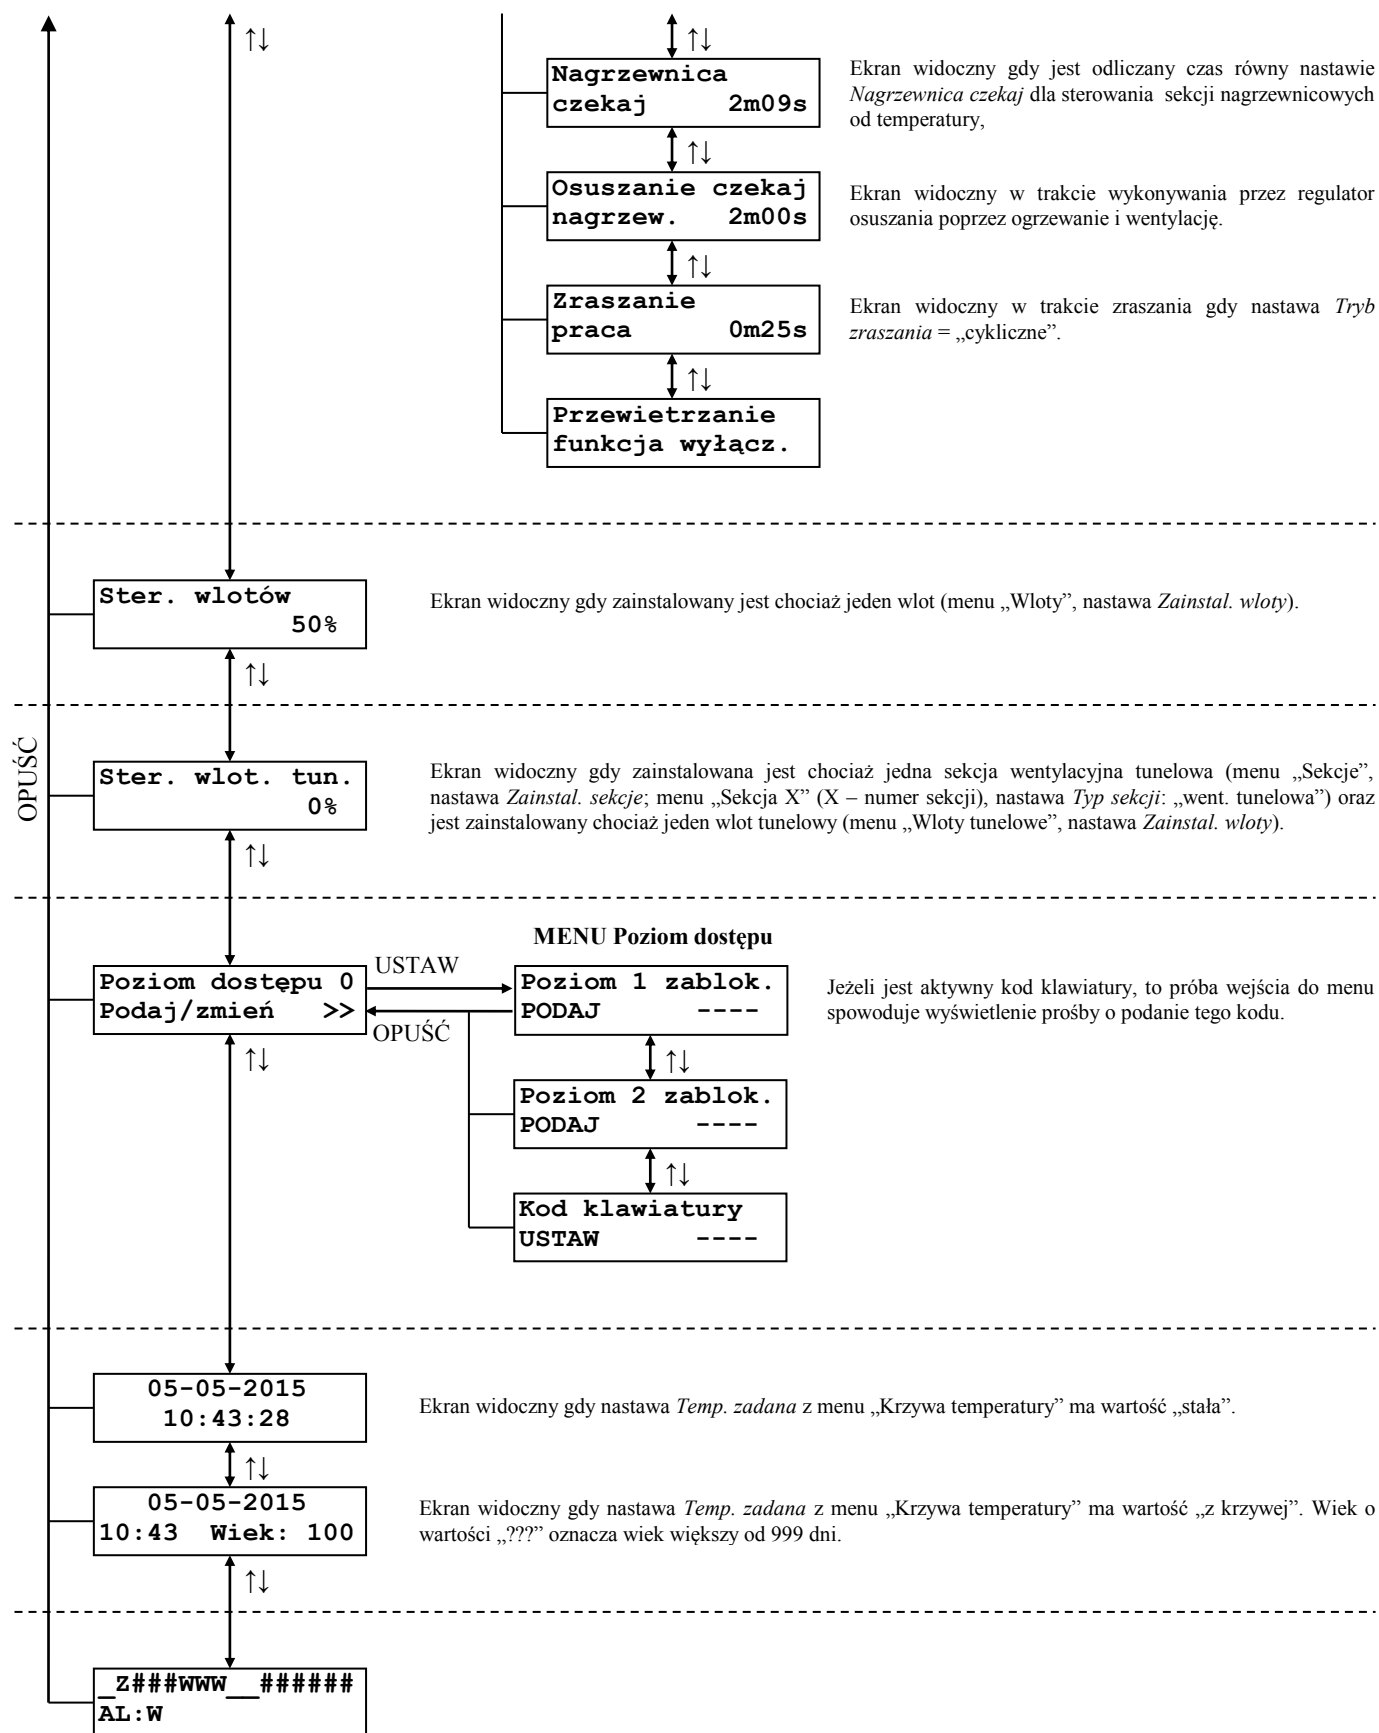 ↑↓
↑↓
Nagrzewnica
czekaj 2m09s
Ekran widoczny gdy jest odliczany czas równy nastawie
Nagrzewnica czekaj dla sterowania sekcji nagrzewnicowych
od temperatury,
↑↓
Osuszanie czekaj
nagrzew. 2m00s
Ekran widoczny w trakcie wykonywania przez regulator
osuszania poprzez ogrzewanie i wentylację.
↑↓
Zraszanie
praca 0m25s
Ekran widoczny w trakcie zraszania gdy nastawa Tryb
zraszania = „cykliczne”.
↑↓
Przewietrzanie
funkcja wyłącz.
Ster. wlotów
50%
Ekran widoczny gdy zainstalowany jest chociaż jeden wlot (menu „Wloty”, nastawa Zainstal. wloty).
↑↓
OPUŚĆ
Ster. wlot. tun.
0%
Ekran widoczny gdy zainstalowana jest chociaż jedna sekcja wentylacyjna tunelowa (menu „Sekcje”,
nastawa Zainstal. sekcje; menu „Sekcja X” (X – numer sekcji), nastawa Typ sekcji: „went. tunelowa”) oraz
jest zainstalowany chociaż jeden wlot tunelowy (menu „Wloty tunelowe”, nastawa Zainstal. wloty).
↑↓
MENU Poziom dostępu
Poziom dostępu 0
Podaj/zmień >>
USTAW
OPUŚĆ
Poziom 1 zablok.
PODAJ ----
Jeżeli jest aktywny kod klawiatury, to próba wejścia do menu
spowoduje wyświetlenie prośby o podanie tego kodu.
↑↓
↑↓
Poziom 2 zablok.
PODAJ ----
↑↓
Kod klawiatury
USTAW ----
05-05-2015
10:43:28
Ekran widoczny gdy nastawa Temp. zadana z menu „Krzywa temperatury” ma wartość „stała”.
↑↓
05-05-2015
10:43 Wiek: 100
Ekran widoczny gdy nastawa Temp. zadana z menu „Krzywa temperatury” ma wartość „z krzywej”. Wiek o
wartości „???” oznacza wiek większy od 999 dni.
↑↓
_Z###WWW__######
AL:W